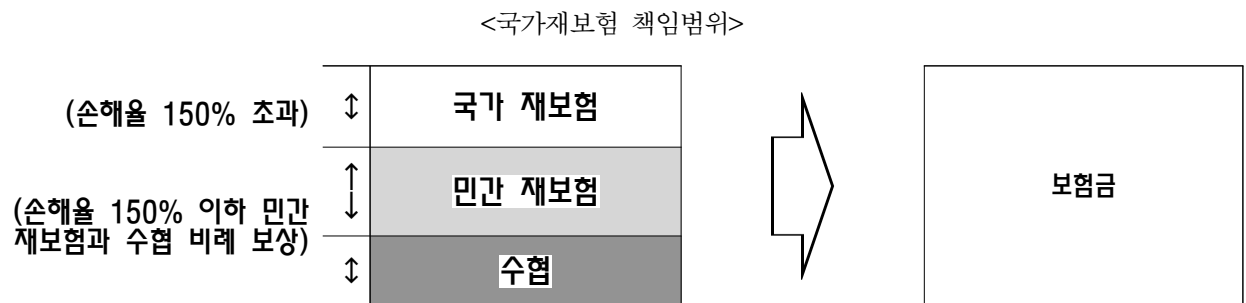 <국가재보험 책임범위>
(손해율 150% 초과)
국가 재보험
(손해율 150% 이하 민간
재보험과 수협 비례 보상)
민간 재보험
수협
보험금